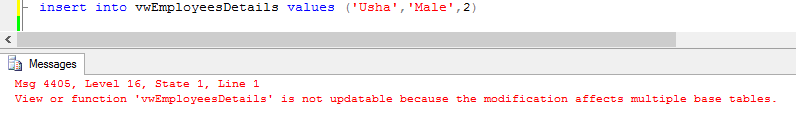 insert into vwEmployeesDetails values ('Usha','Male',2)
Messages
Msg 4405, Level 16, State 1, Line 1
View or function 'vwEmployeesDetails' is not updatable because the modification affects multiple base tables.